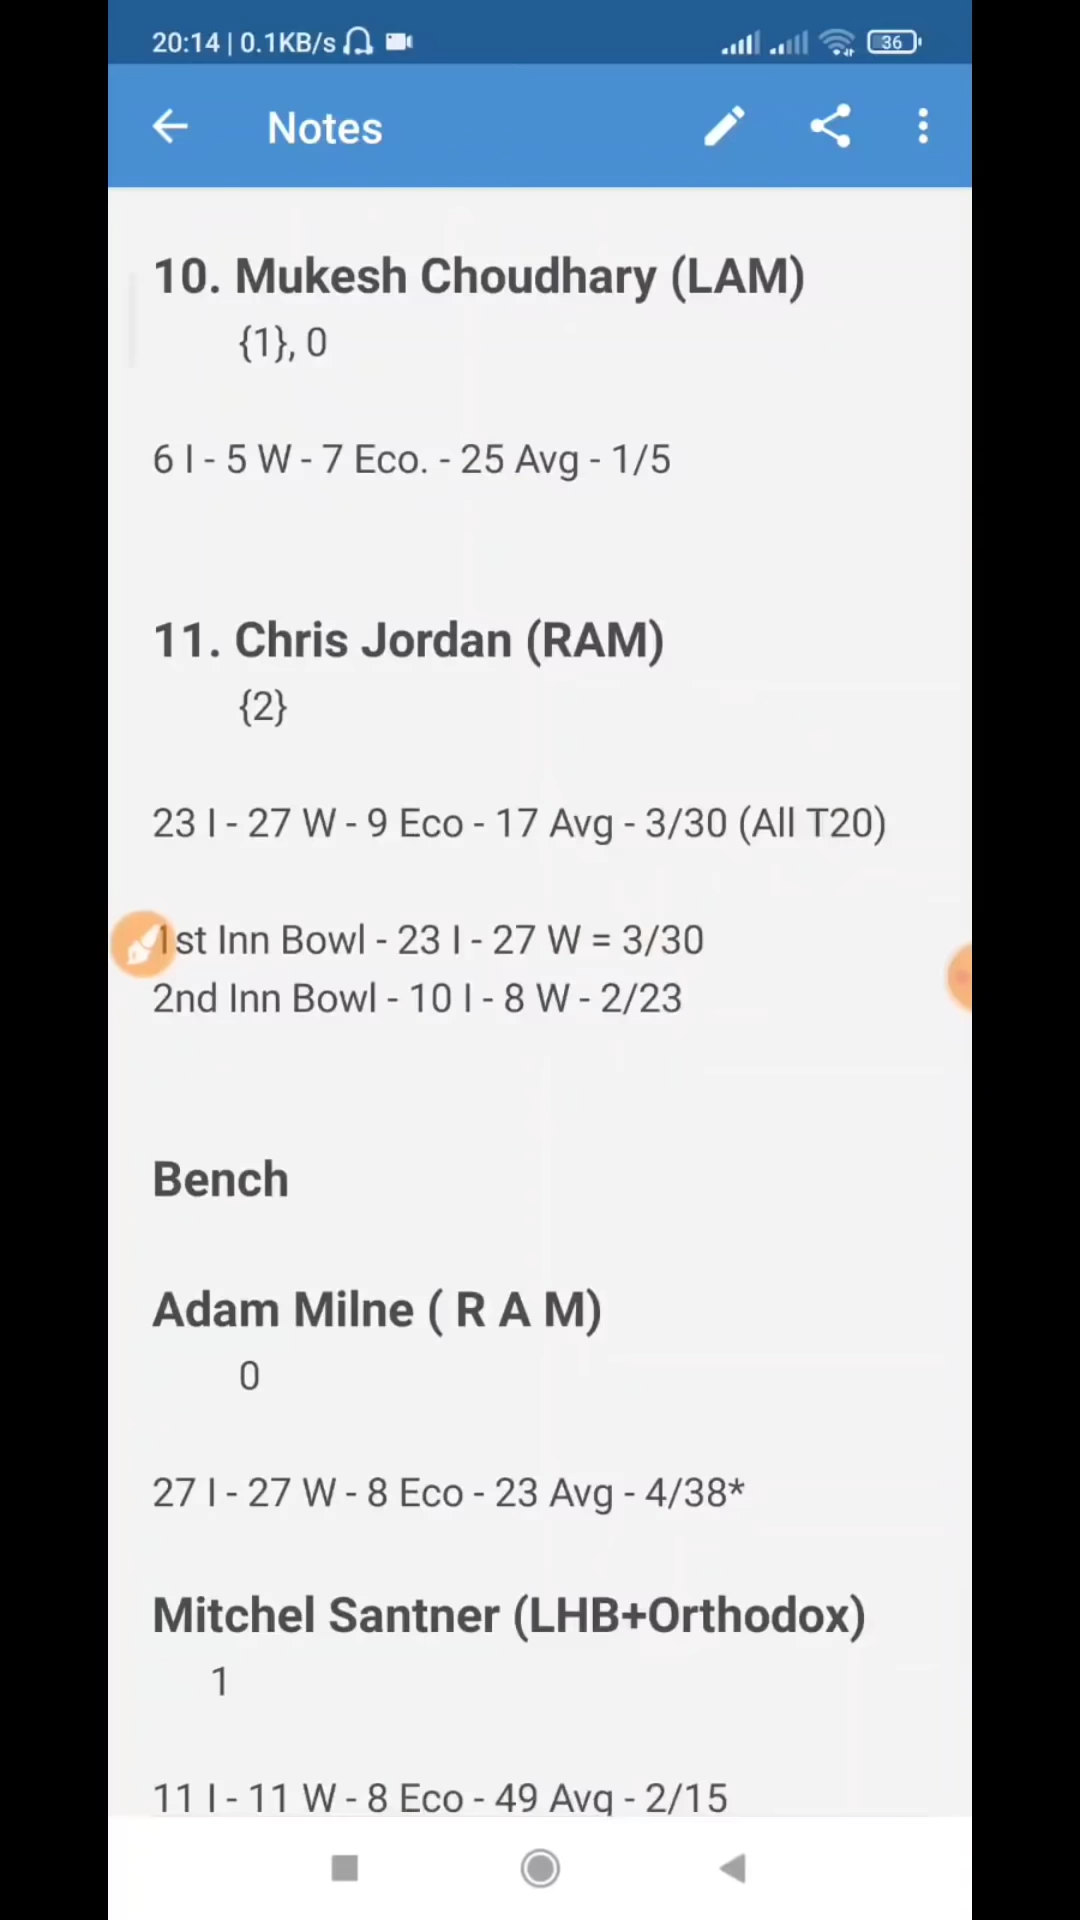 20:14 | 0.1KB/s
36
Notes
10. Mukesh Choudhary (LAM)
{1}, 0
6 I - 5 W - 7 Eco. - 25 Avg - 1/5
11. Chris Jordan (RAM)
{2}
23 I - 27 W - 9 Eco - 17 Avg - 3/30 (All T20)
1st Inn Bowl - 23 I - 27 W = 3/30
2nd Inn Bowl - 10 I - 8 W - 2/23
Bench
Adam Milne ( R A M)
0
27 I - 27 W - 8 Eco - 23 Avg - 4/38*
Mitchel Santner (LHB+Orthodox)
1
11 I - 11 W - 8 Eco - 49 Avg - 2/15